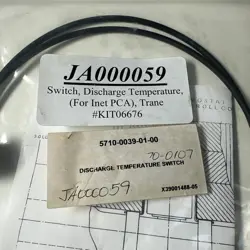 JA000059
Switch, Discharge Temperature,
(For Inet PCA), Trane
#KIT06676
5710-0039-01-00
70-0107
DISCHARGE TEMPERATURE SWITCH
JA000059
X39001488-05